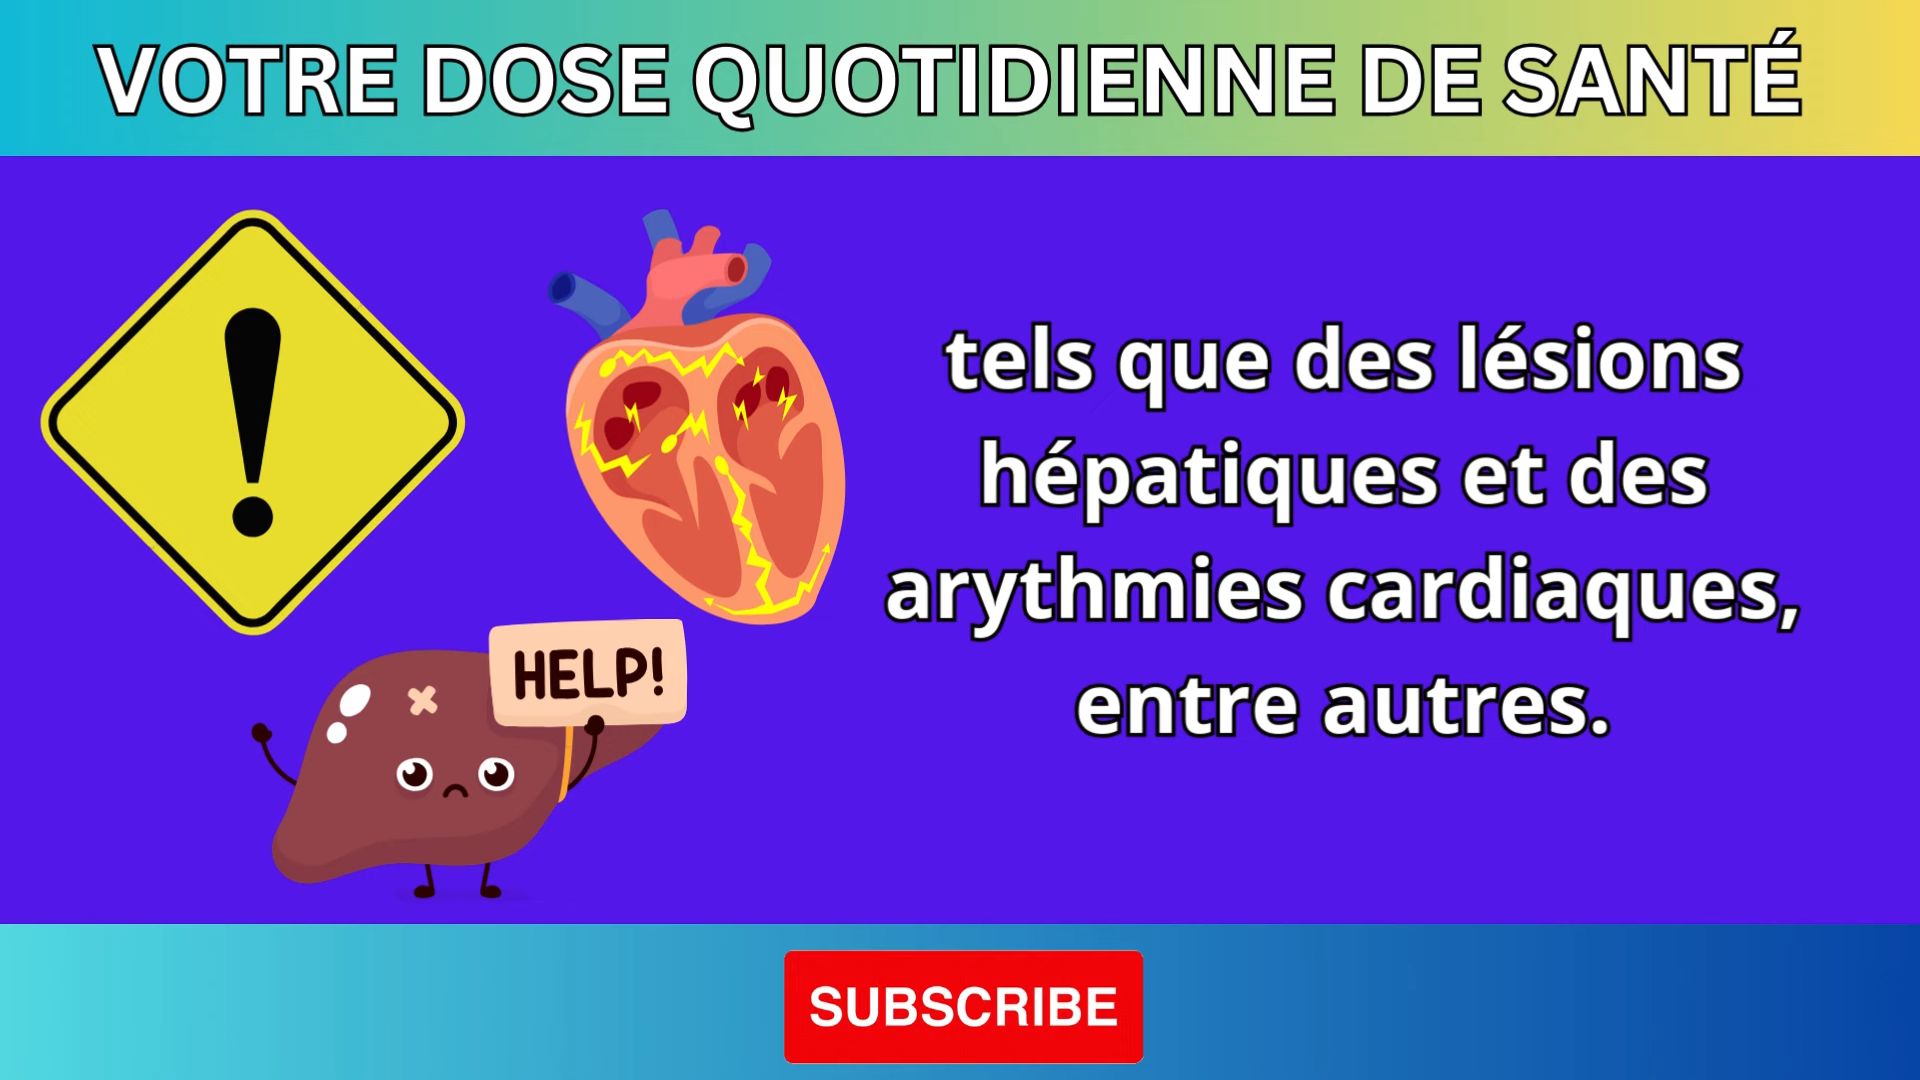 VOTRE DOSE QUOTIDIENNE DE SANTÉ
tels que des lésions
hépatiques et des
arythmies cardiaques,
entre autres.
HELP!
SUBSCRIBE